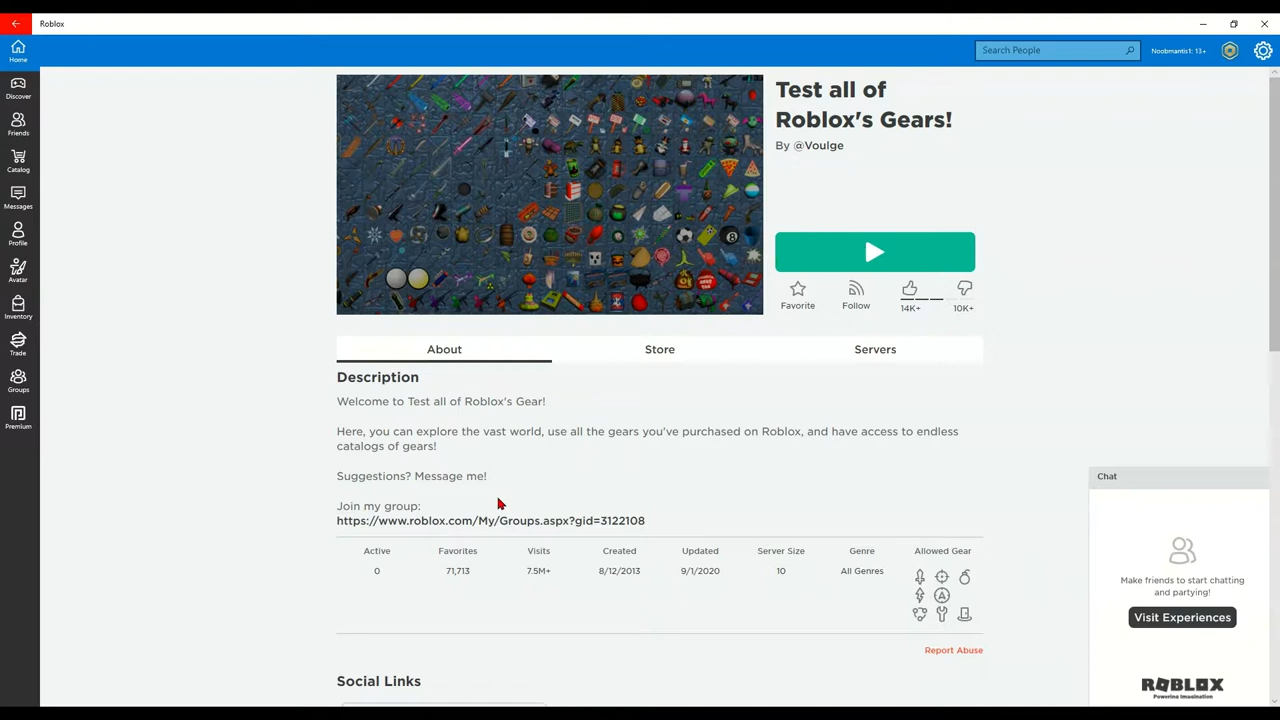 Roblox
Home
Search People
Noobmantis1: 13+
Discover
Friends
Catalog
Messages
Profile
Avatar
Inventory
Trade
Groups
Premium
Test all of
Roblox's Gears!
By @Voulge
Favorite
Follow
14K+
10K+
About
Store
Servers
Description
Welcome to Test all of Roblox's Gear!
Here, you can explore the vast world, use all the gears you've purchased on Roblox, and have access to endless
catalogs of gears!
Suggestions? Message me!
Join my group:
https://www.roblox.com/My/Groups.aspx?gid=3122108
Active Favorites Visits Created Updated Server Size Genre Allowed Gear
0 71,713 7.5M+ 8/12/2013 9/1/2020 10 All Genres
Report Abuse
Social Links
Chat
Make friends to start chatting
and partying!
Visit Experiences
ROBLOX
Powering Imagination